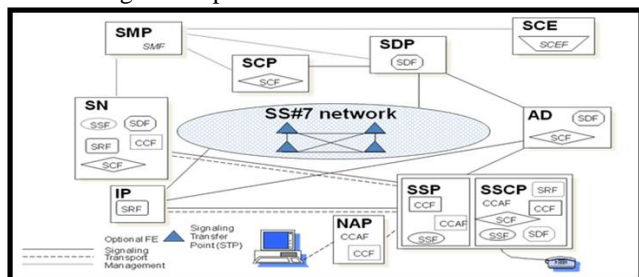 SMP
SMF
SCE
SCEF
SDP
SDF
SCP
SCF
SN
SSF
SDF
SRF
CCF
SCF
SS#7 network
AD
SDF
SCF
IP
SRF
SSP
CCF
CCAF
SSF
SSCP
SRF
CCAF
CCF
SCF
SSF
SDF
NAP
CCAF
CCF
Optional FE
Signaling
Transport
Management
Signaling
Transfer
Point (STP)